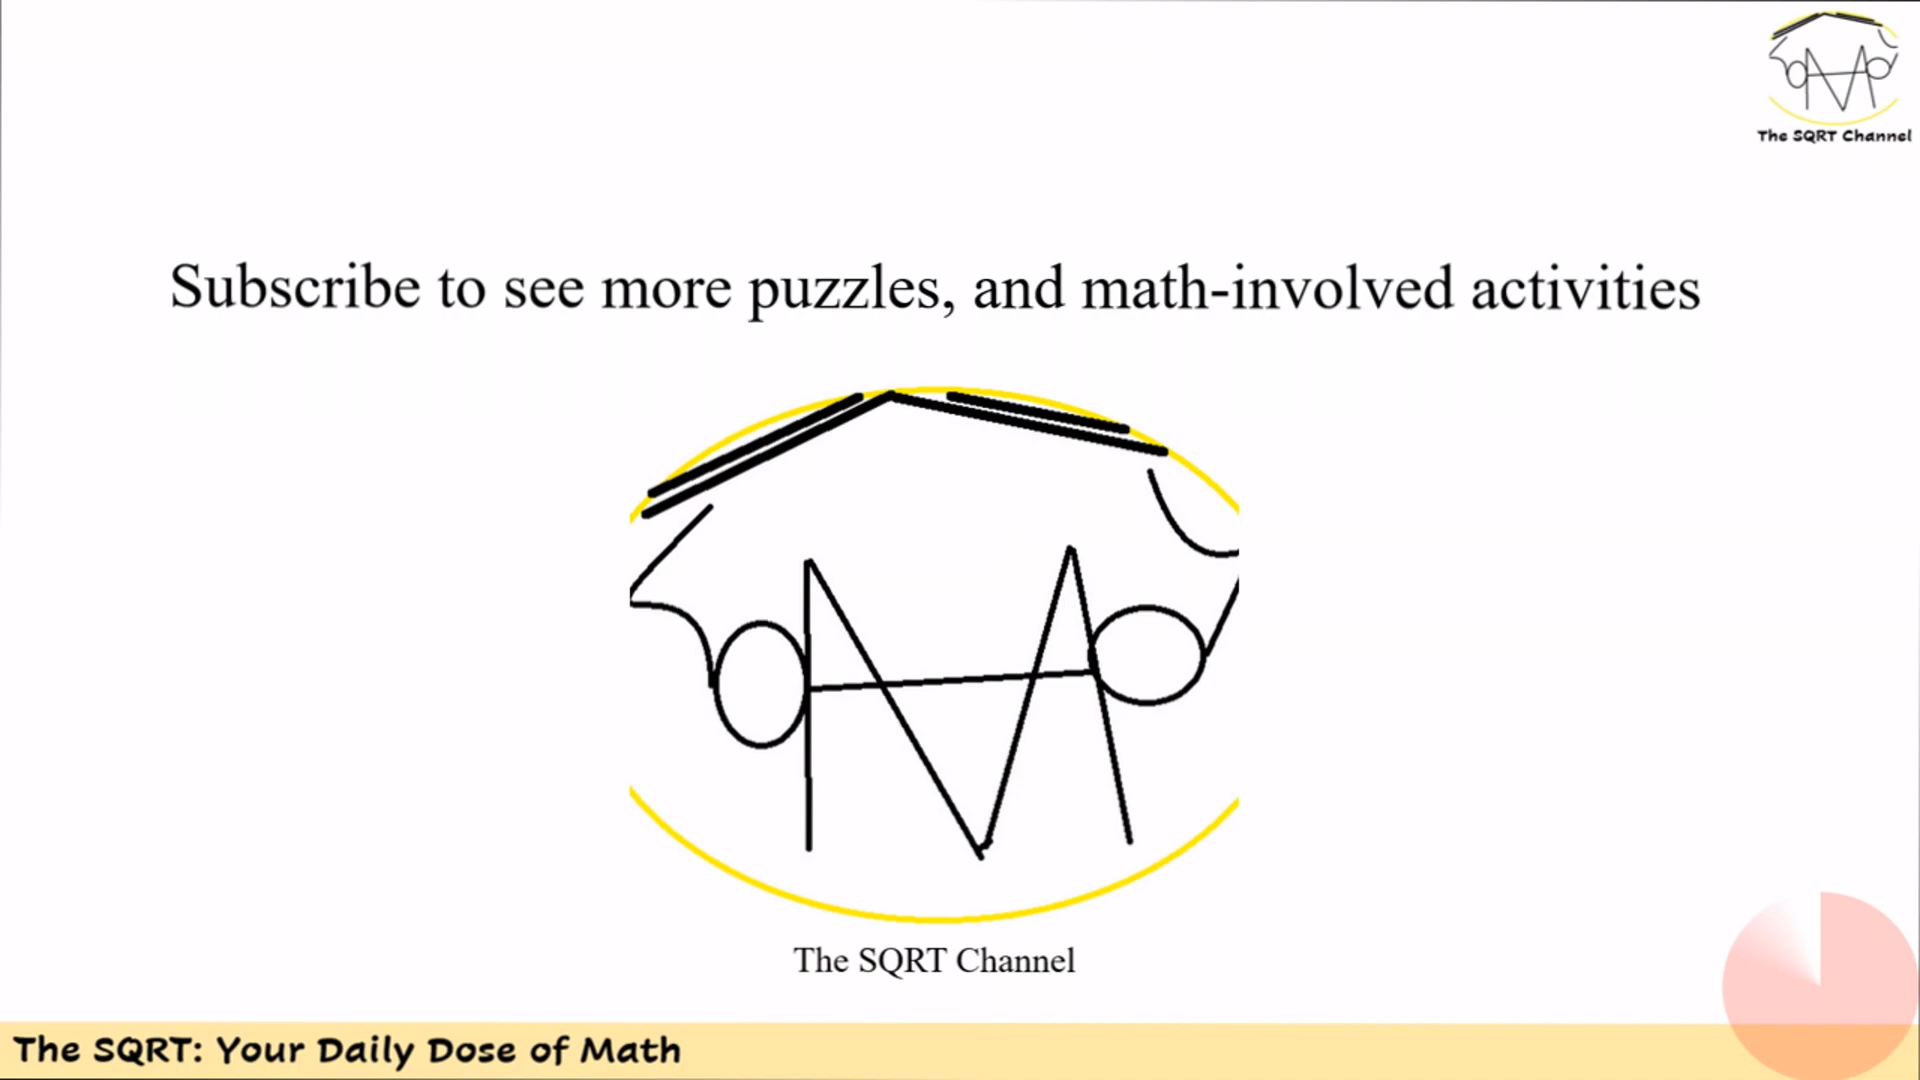 The SQRT Channel
Subscribe to see more puzzles, and math-involved activities
The SQRT Channel
The SQRT: Your Daily Dose of Math